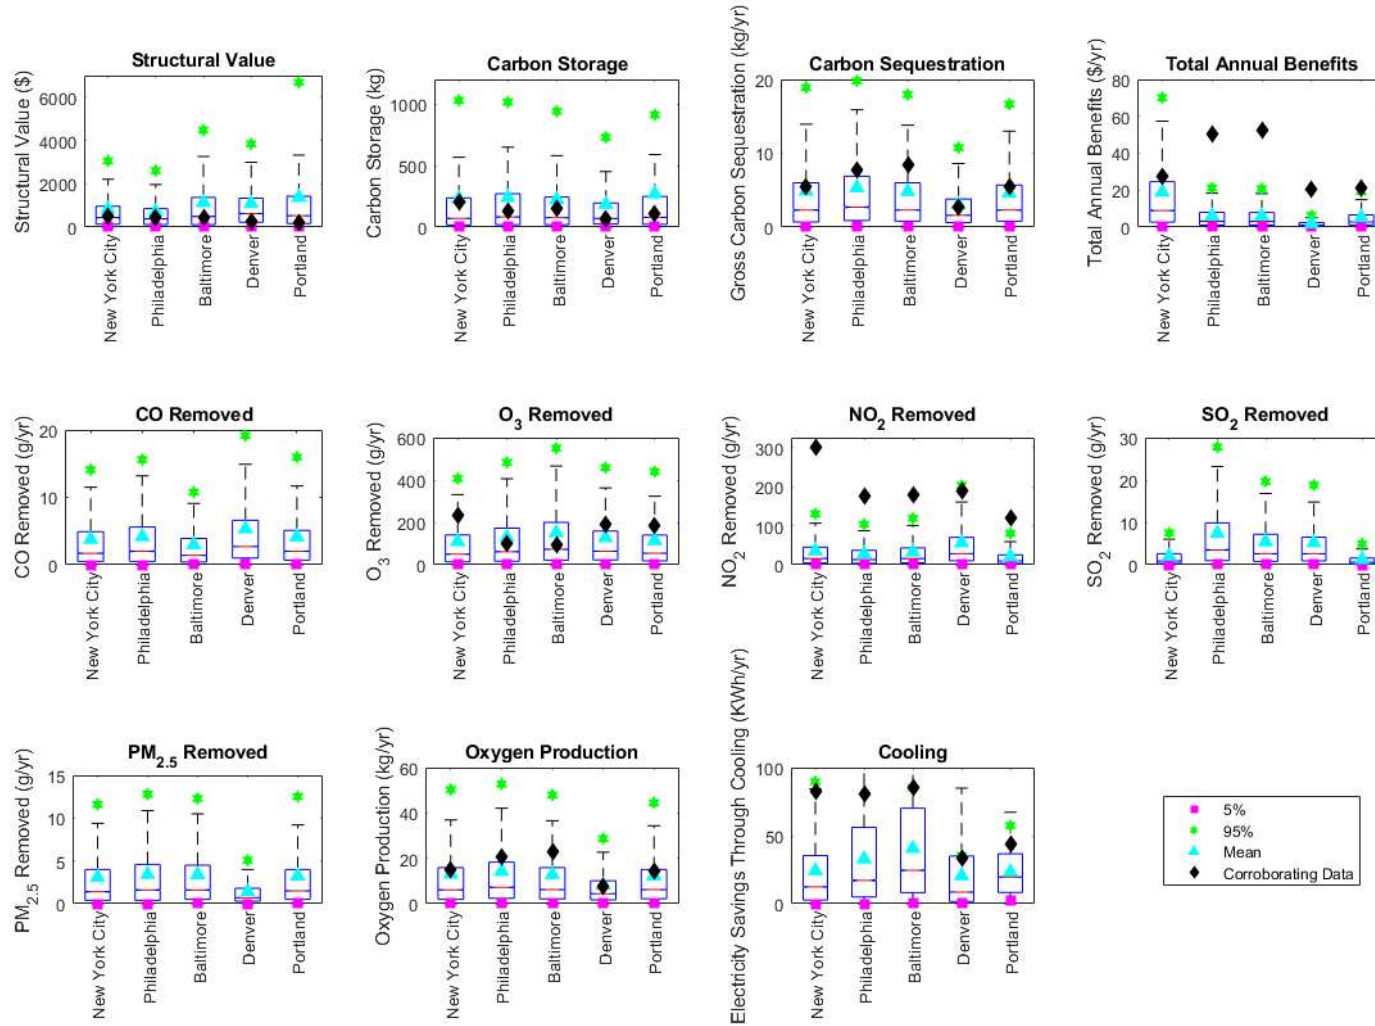 Structural Value
Structural Value ($)
6000
4000
2000
0
New York City
Philadelphia
Baltimore
Denver
Portland
Carbon Storage
Carbon Storage (kg)
1000
500
0
New York City
Philadelphia
Baltimore
Denver
Portland
Carbon Sequestration
Gross Carbon Sequestration (kg/yr)
20
10
0
New York City
Philadelphia
Baltimore
Denver
Portland
Total Annual Benefits
Total Annual Benefits ($/yr)
80
60
40
20
0
New York City
Philadelphia
Baltimore
Denver
Portland
CO Removed
CO Removed (g/yr)
20
10
0
New York City
Philadelphia
Baltimore
Denver
Portland
O3 Removed
O3 Removed (g/yr)
600
400
200
0
New York City
Philadelphia
Baltimore
Denver
Portland
NO2 Removed
NO2 Removed (g/yr)
300
200
100
0
New York City
Philadelphia
Baltimore
Denver
Portland
SO2 Removed
SO2 Removed (g/yr)
30
20
10
0
New York City
Philadelphia
Baltimore
Denver
Portland
PM2.5 Removed
PM2.5 Removed (g/yr)
15
10
5
0
New York City
Philadelphia
Baltimore
Denver
Portland
Oxygen Production
Oxygen Production (kg/yr)
60
40
20
0
New York City
Philadelphia
Baltimore
Denver
Portland
Cooling
Electricity Savings Through Cooling (KWh/yr)
100
50
0
New York City
Philadelphia
Baltimore
Denver
Portland
5%
95%
Mean
Corroborating Data